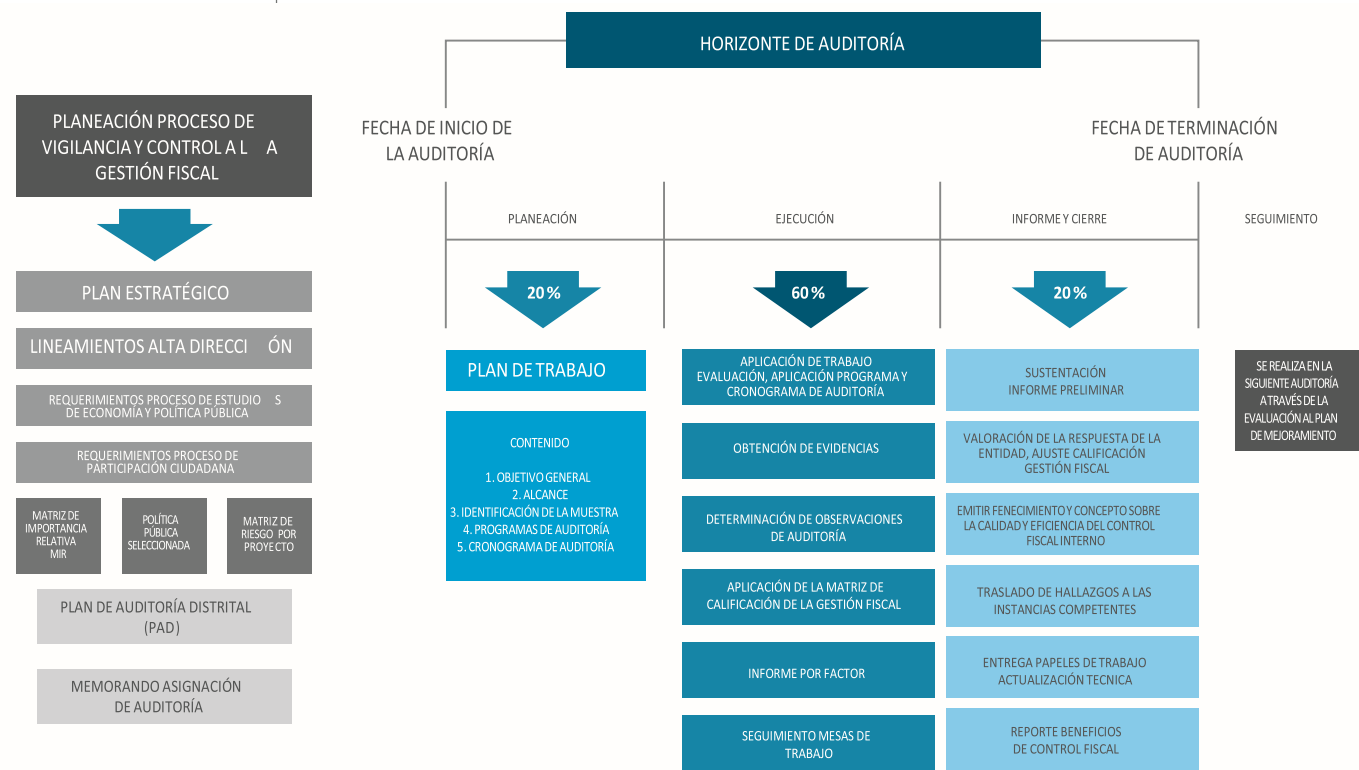 HORIZONTE DE AUDITORÍA
PLANEACIÓN PROCESO DE
VIGILANCIA Y CONTROL A L A
GESTIÓN FISCAL
PLAN ESTRATÉGICO
LINEAMIENTOS ALTA DIRECCI ÓN
REQUERIMIENTOS PROCESO DE ESTUDIO S
DE ECONOMÍA Y POLÍTICA PÚBLICA
REQUERIMIENTOS PROCESO DE
PARTICIPACIÓN CIUDADANA
MATRIZ DE
IMPORTANCIA
RELATIVA
MIR
POLÍTICA
PÚBLICA
SELECCIONADA
MATRIZ DE
RIESGO POR
PROYECTO
PLAN DE AUDITORÍA DISTRITAL
(PAD)
MEMORANDO ASIGNACIÓN
DE AUDITORÍA
FECHA DE INICIO DE
LA AUDITORÍA
FECHA DE TERMINACIÓN
DE AUDITORÍA
PLANEACIÓN
EJECUCIÓN
INFORME Y CIERRE
SEGUIMIENTO
20%
60%
20%
PLAN DE TRABAJO
CONTENIDO
1. OBJETIVO GENERAL
2. ALCANCE
3. IDENTIFICACIÓN DE LA MUESTRA
4. PROGRAMAS DE AUDITORÍA
5. CRONOGRAMA DE AUDITORÍA
APLICACIÓN DE TRABAJO
EVALUACIÓN, APLICACIÓN PROGRAMA Y
CRONOGRAMA DE AUDITORÍA
OBTENCIÓN DE EVIDENCIAS
DETERMINACIÓN DE OBSERVACIONES
DE AUDITORÍA
APLICACIÓN DE LA MATRIZ DE
CALIFICACIÓN DE LA GESTIÓN FISCAL
INFORME POR FACTOR
SEGUIMIENTO MESAS DE
TRABAJO
SUSTENTACIÓN
INFORME PRELIMINAR
VALORACIÓN DE LA RESPUESTA DE LA
ENTIDAD, AJUSTE CALIFICACIÓN
GESTIÓN FISCAL
EMITIR FENECIMIENTO Y CONCEPTO SOBRE
LA CALIDAD Y EFICIENCIA DEL CONTROL
FISCAL INTERNO
TRASLADO DE HALLAZGOS A LAS
INSTANCIAS COMPETENTES
ENTREGA PAPELES DE TRABAJO
ACTUALIZACIÓN TECNICA
REPORTE BENEFICIOS
DE CONTROL FISCAL
SE REALIZA EN LA
SIGUIENTE AUDITORÍA
A TRAVÉS DE LA
EVALUACIÓN AL PLAN
DE MEJORAMIENTO